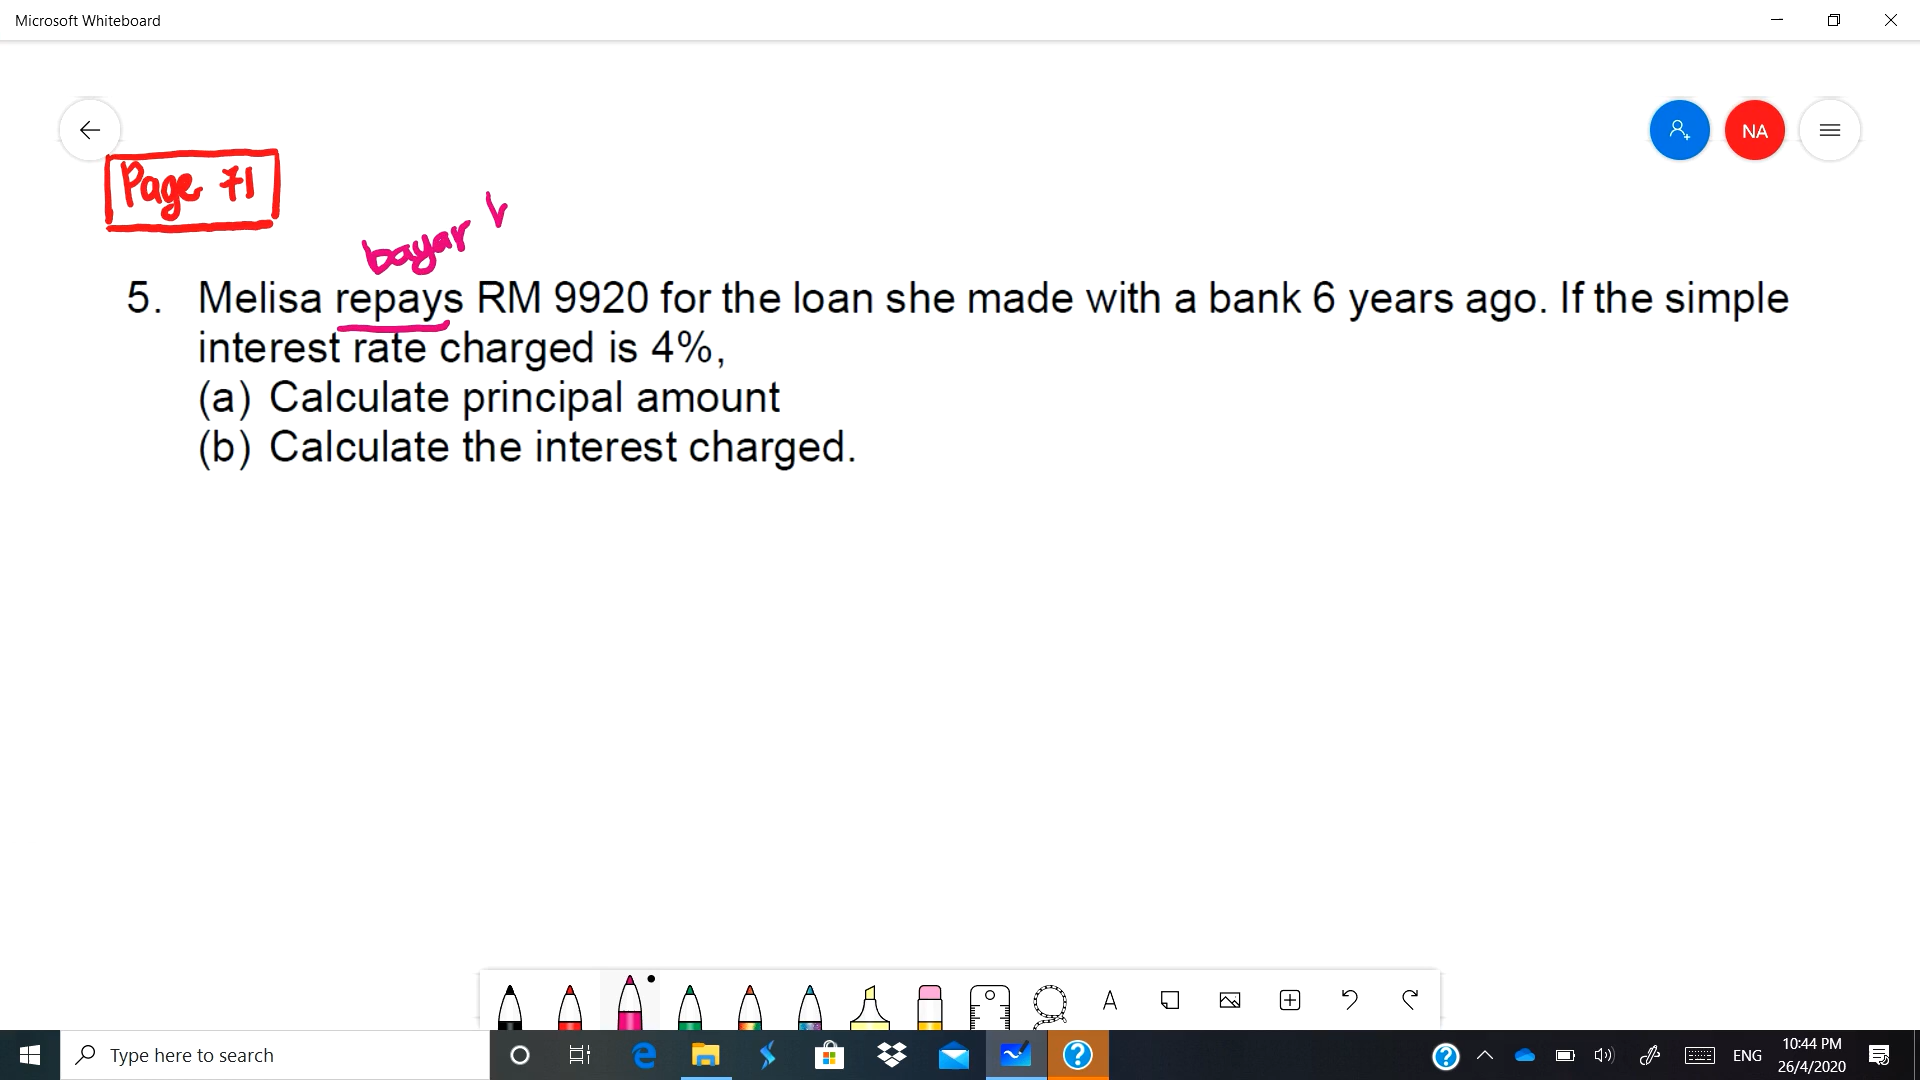 Microsoft Whiteboard
NA
Page 71
bayar
5. Melisa repays RM 9920 for the loan she made with a bank 6 years ago. If the simple
interest rate charged is 4%,
(a) Calculate principal amount
(b) Calculate the interest charged.
Type here to search
ENG
10:44 PM
26/4/2020